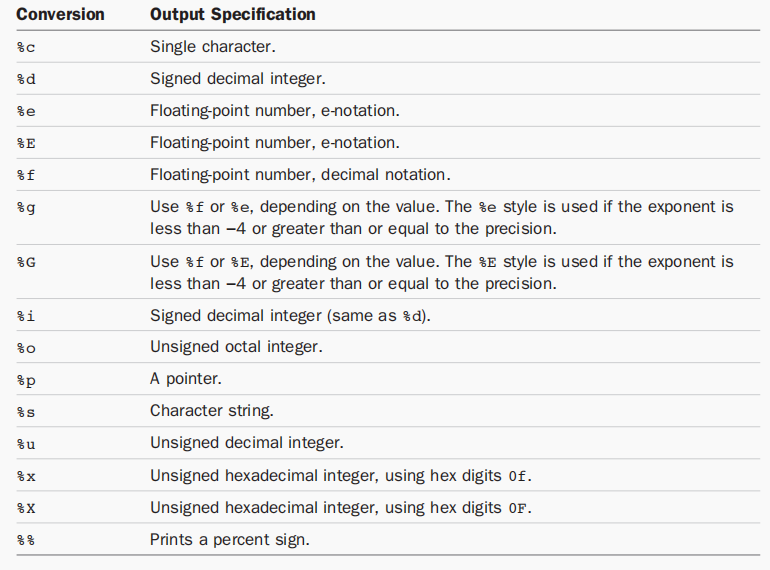 Conversion Output Specification
%c Single character.
%d Signed decimal integer.
%e Floating-point number, e-notation.
%E Floating-point number, e-notation.
%f Floating-point number, decimal notation.
%g Use %f or %e, depending on the value. The %e style is used if the exponent is
less than −4 or greater than or equal to the precision.
%G Use %f or %E, depending on the value. The %E style is used if the exponent is
less than −4 or greater than or equal to the precision.
%i Signed decimal integer (same as %d).
%o Unsigned octal integer.
%p A pointer.
%s Character string.
%u Unsigned decimal integer.
%x Unsigned hexadecimal integer, using hex digits 0f.
%X Unsigned hexadecimal integer, using hex digits 0F.
%% Prints a percent sign.